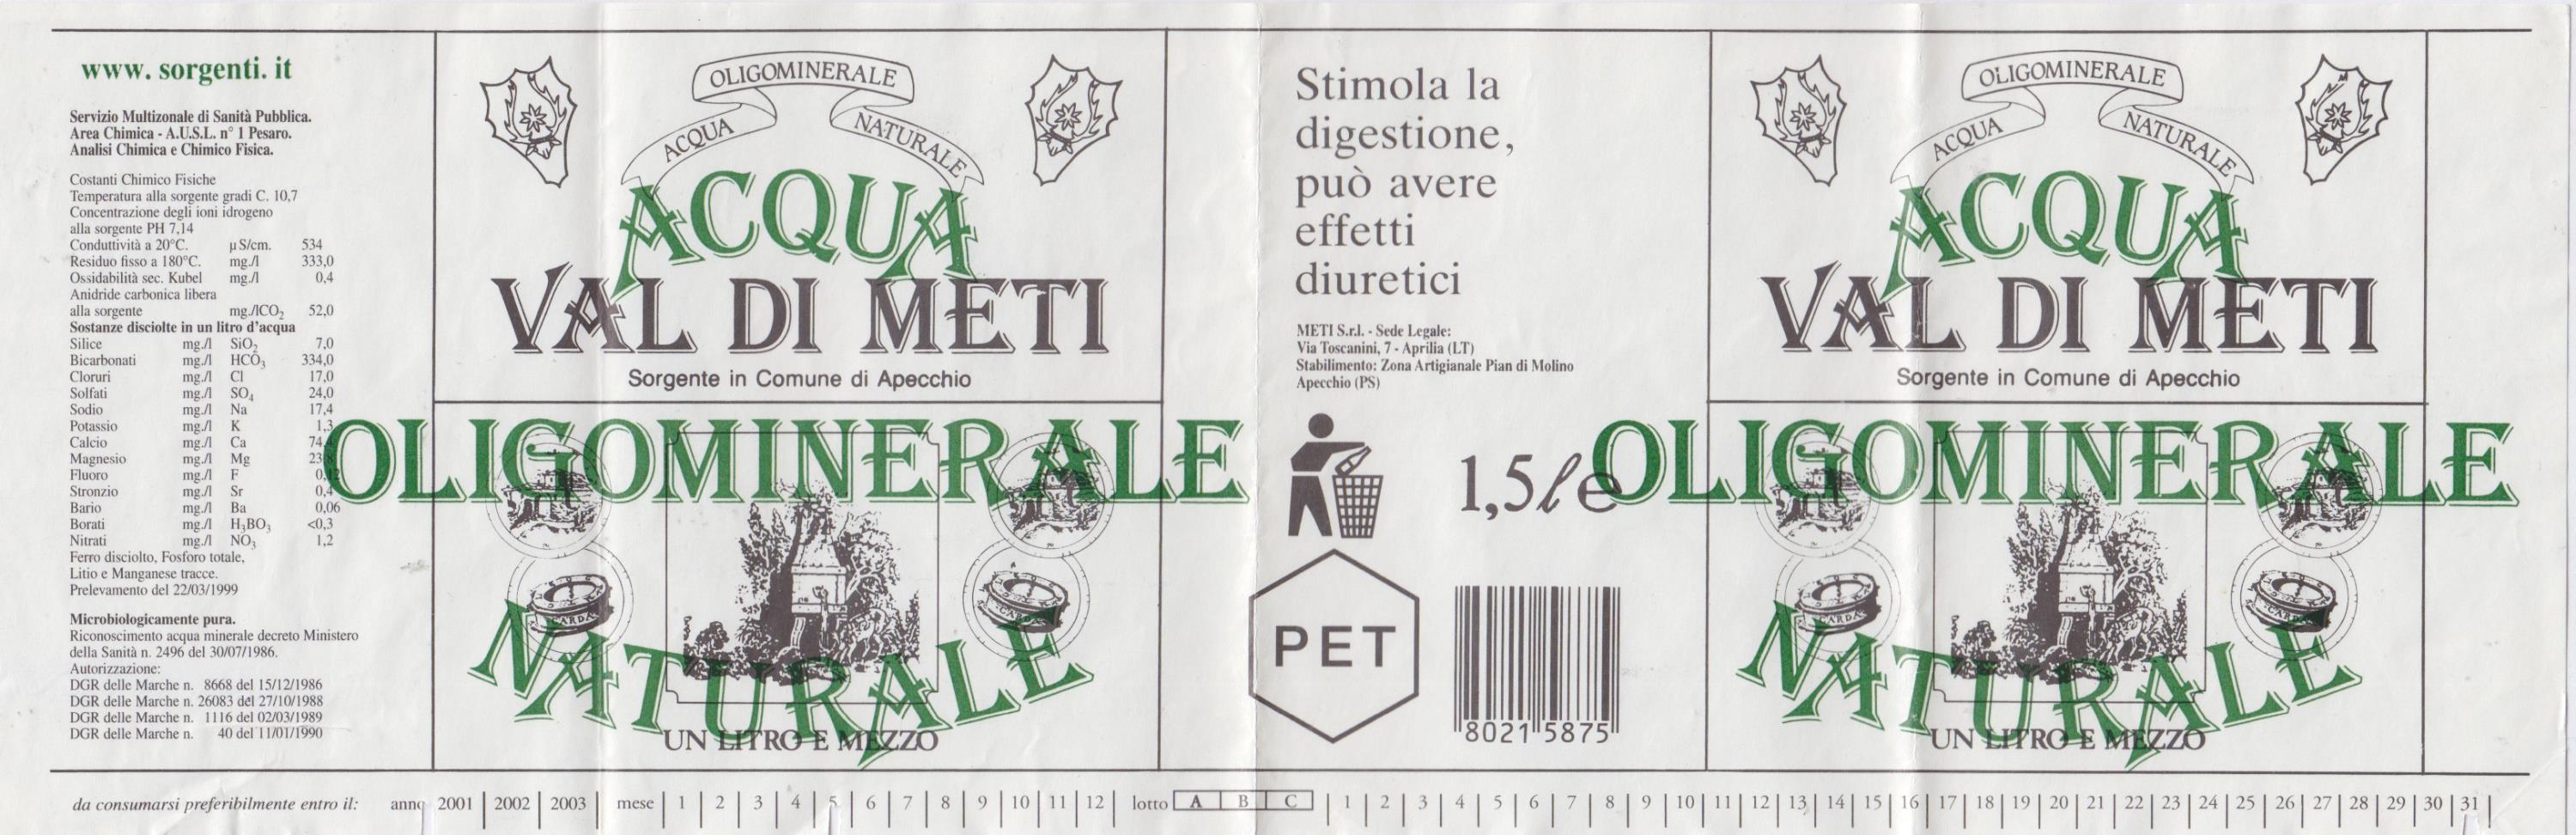 www. sorgenti. it
Servizio Multizonale di Sanità Pubblica.
Area Chimica - A.U.S.L. n° 1 Pesaro.
Analisi Chimica e Chimico Fisica.
Costanti Chimico Fisiche
Temperatura alla sorgente gradi C. 10,7
Concentrazione degli ioni idrogeno
alla sorgente PH 7,14
Conduttività a 20°C. µS/cm. 534
Residuo fisso a 180°C. mg./l 333,0
Ossidabilità sec. Kubel mg./l 0,4
Anidride carbonica libera
alla sorgente mg./lCO₂ 52,0
Sostanze disciolte in un litro d'acqua
Silice mg./l SiO₂ 7,0
Bicarbonati mg./l HCO₃ 334,0
Cloruri mg./l Cl 17,0
Solfati mg./l SO₄ 24,0
Sodio mg./l Na 17,4
Potassio mg./l K 1,3
Calcio mg./l Ca
Magnesio mg./l Mg
Fluoro mg./l F
Stronzio mg./l Sr 0,4
Bario mg./l Ba 0,06
Borati mg./l H₃BO₃ <0,3
Nitrati mg./l NO₃ 1,2
Ferro disciolto, Fosforo totale,
Litio e Manganese tracce.
Prelevamento del 22/03/1999
Microbiologicamente pura.
Riconoscimento acqua minerale decreto Ministero
della Sanità n. 2496 del 30/07/1986.
Autorizzazione:
DGR delle Marche n. 8668 del 15/12/1986
DGR delle Marche n. 26083 del 27/10/1988
DGR delle Marche n. 1116 del 02/03/1989
DGR delle Marche n. 40 del 11/01/1990
ACQUA OLIGOMINERALE NATURALE
ACQUA
VAL DI METI
Sorgente in Comune di Apecchio
OLIGOMINERALE
CARDA
CARDA
NATURALE
UN LITRO E MEZZO
Stimola la
digestione,
può avere
effetti
diuretici
METI S.r.l. - Sede Legale:
Via Toscanini, 7 - Aprilia (LT)
Stabilimento: Zona Artigianale Pian di Molino
Apecchio (PS)
1,5 l e
PET
80215875
ACQUA OLIGOMINERALE NATURALE
ACQUA
VAL DI METI
Sorgente in Comune di Apecchio
OLIGOMINERALE
CARDA
CARDA
NATURALE
UN LITRO E MEZZO
da consumarsi preferibilmente entro il: anno 2001 2002 2003 mese 1 2 3 4 5 6 7 8 9 10 11 12 lotto A B C 1 2 3 4 5 6 7 8 9 10 11 12 13 14 15 16 17 18 19 20 21 22 23 24 25 26 27 28 29 30 31